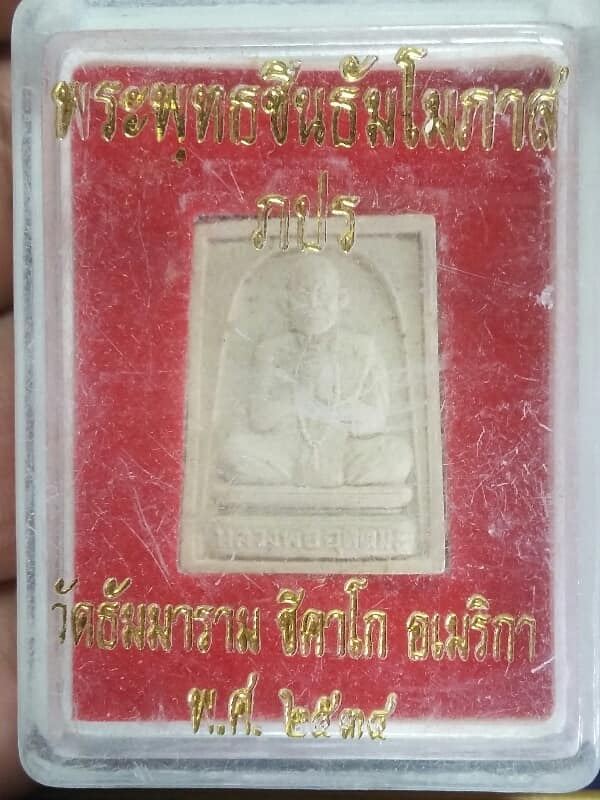 พระพุทธชินธัมโมภาส
ภปร
วัดธัมมาราม ชิคาโก อเมริกา
พ.ศ. ๒๕๓๔